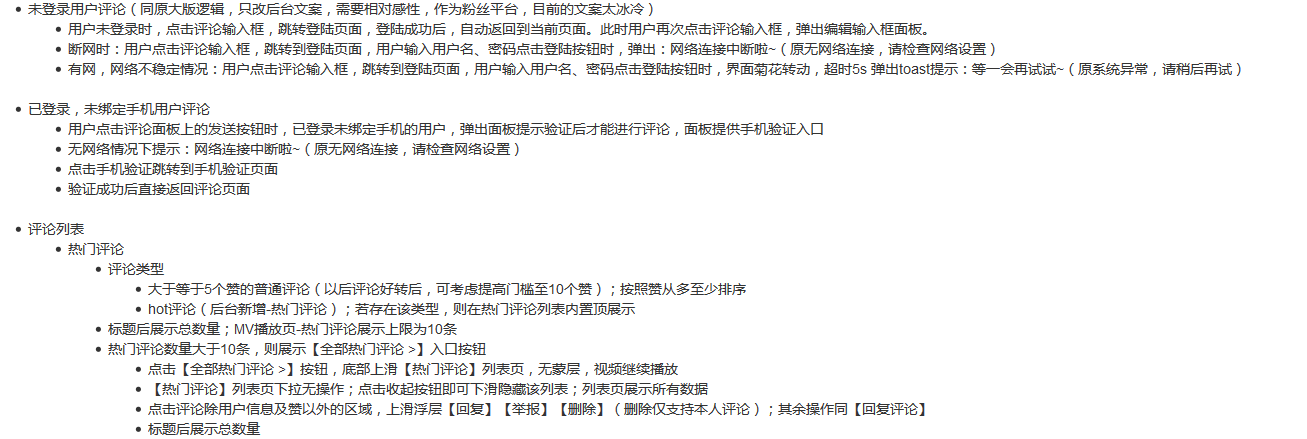 未登录用户评论（同原大版逻辑，只改后台文案，需要相对感性，作为粉丝平台，目前的文案太冰冷）
用户未登录时，点击评论输入框，跳转登陆页面，登陆成功后，自动返回到当前页面。此时用户再次点击评论输入框，弹出编辑输入框面板。
断网时：用户点击评论输入框，跳转到登陆页面，用户输入用户名、密码点击登陆按钮时，弹出：网络连接中断啦~（原无网络连接，请检查网络设置）
有网，网络不稳定情况：用户点击评论输入框，跳转到登陆页面，用户输入用户名、密码点击登陆按钮时，界面菊花转动，超时5s 弹出toast提示：等一会再试试~（原系统异常，请稍后再试）
已登录，未绑定手机用户评论
用户点击评论面板上的发送按钮时，已登录未绑定手机的用户，弹出面板提示验证后才能进行评论，面板提供手机验证入口
无网络情况下提示：网络连接中断啦~（原无网络连接，请检查网络设置）
点击手机验证跳转到手机验证页面
验证成功后直接返回评论页面
评论列表
热门评论
评论类型
大于等于5个赞的普通评论（以后评论好转后，可考虑提高门槛至10个赞）；按照赞从多至少排序
hot评论（后台新增-热门评论）；若存在该类型，则在热门评论列表内置顶展示
标题后展示总数量；MV播放页-热门评论展示上限为10条
热门评论数量大于10条，则展示【全部热门评论 >】入口按钮
点击【全部热门评论 >】按钮，底部上滑【热门评论】列表页，无蒙层，视频继续播放
【热门评论】列表页下拉无操作；点击收起按钮即可下滑隐藏该列表；列表页展示所有数据
点击评论除用户信息及赞以外的区域，上滑浮层【回复】【举报】【删除】（删除仅支持本人评论）；其余操作同【回复评论】
标题后展示总数量